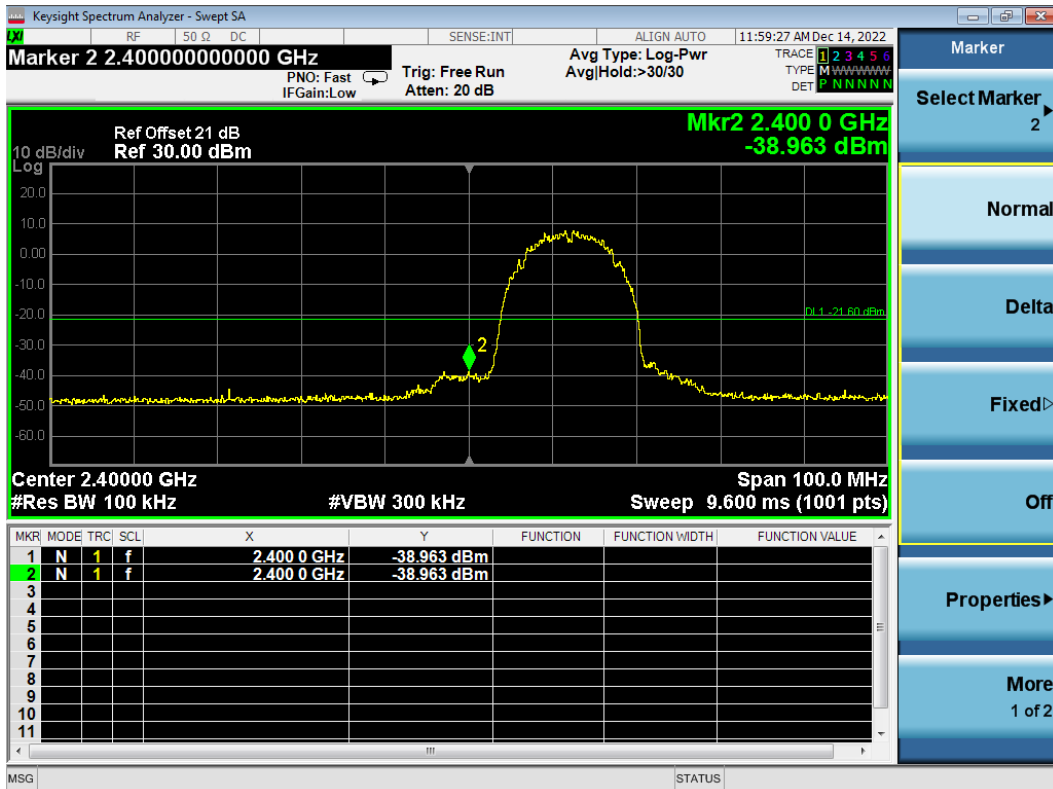 Keysight Spectrum Analyzer - Swept SA
LXI RF 50 Ω DC SENSE:INT ALIGN AUTO 11:59:27 AM Dec 14, 2022
Marker 2 2.400000000000 GHz
PNO: Fast
IFGain:Low
Trig: Free Run
Atten: 20 dB
Avg Type: Log-Pwr
Avg|Hold:>30/30
TRACE 1 2 3 4 5 6
TYPE M W W W W W
DET P N N N N N
Mkr2 2.400 0 GHz
-38.963 dBm
Ref Offset 21 dB
Ref 30.00 dBm
10 dB/div
Log
20.0
10.0
0.00
-10.0
-20.0
-30.0
-40.0
-50.0
-60.0
DL1 -21.60 dBm
2
Center 2.40000 GHz
Span 100.0 MHz
#Res BW 100 kHz
#VBW 300 kHz
Sweep 9.600 ms (1001 pts)
MKR MODE TRC SCL X Y FUNCTION FUNCTION WIDTH FUNCTION VALUE
1 N 1 f 2.400 0 GHz -38.963 dBm
2 N 1 f 2.400 0 GHz -38.963 dBm
3
4
5
6
7
8
9
10
11
MSG
STATUS
Marker
Select Marker
2
Normal
Delta
Fixed
Off
Properties
More
1 of 2